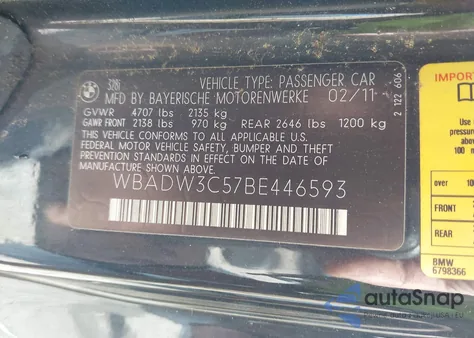 BMW
328i
VEHICLE TYPE: PASSENGER CAR
MFD BY BAYERISCHE MOTORENWERKE 02/11
GVWR 4707 lbs 2135 kg
GAWR FRONT 2138 lbs 970 kg REAR 2646 lbs 1200 kg
THIS VEHICLE CONFORMS TO ALL APPLICABLE U.S.
FEDERAL MOTOR VEHICLE SAFETY, BUMPER AND THEFT
PREVENTION STANDARDS IN EFFECT ON THE DATE OF
MANUFACTURE.
WBADW3C57BE446593
2 122 606
IMPOR
over
FRONT
REAR
BMW
6798366
autoSnap